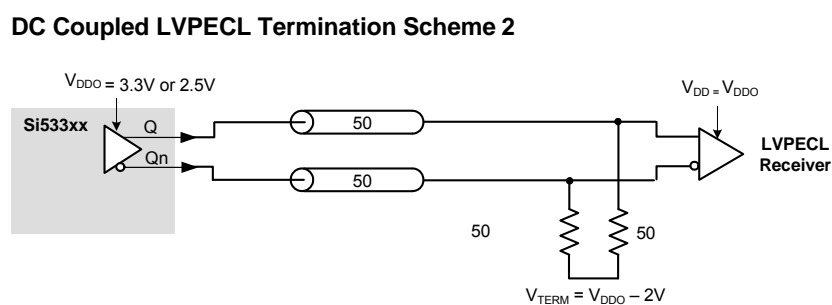 DC Coupled LVPECL Termination Scheme 2
VDDO = 3.3V or 2.5V
VDD = VDDO
Si533xx
Q
50
LVPECL
Receiver
Qn
50
50
50
VTERM = VDDO – 2V